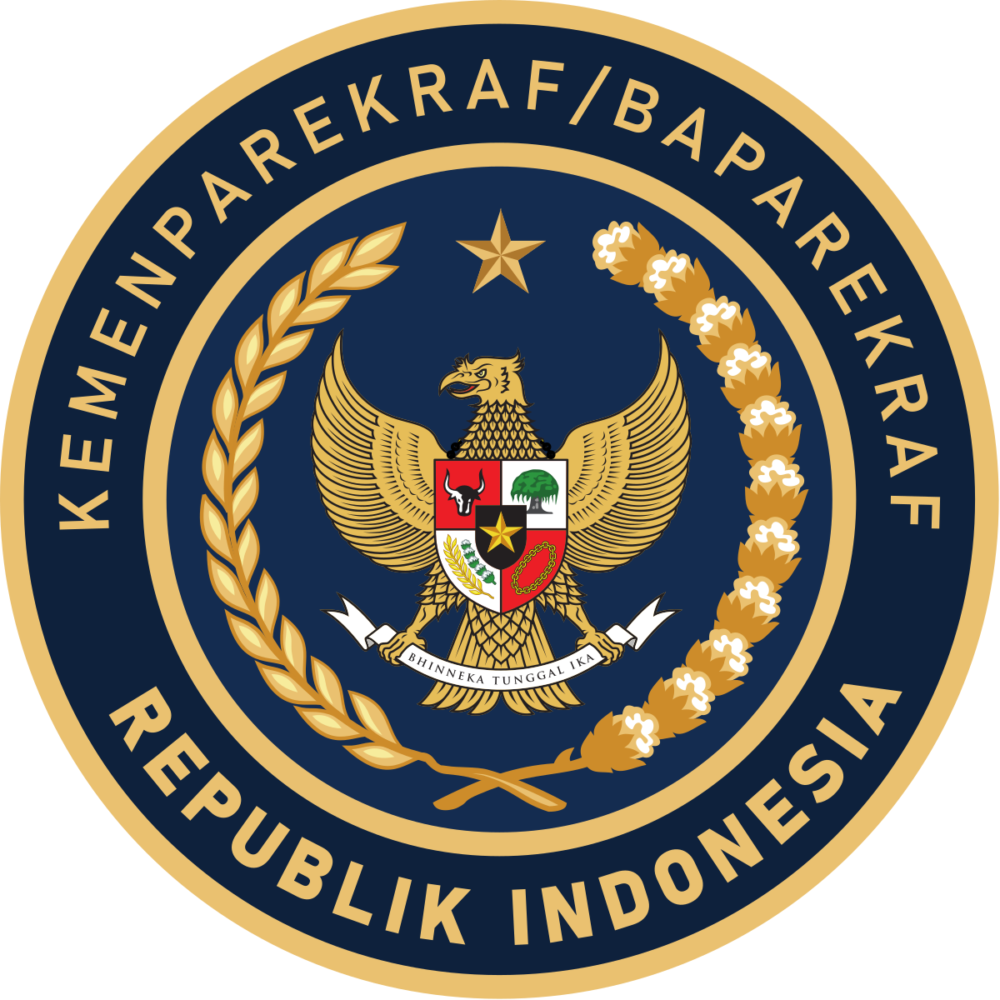 KEMENPAREKRAF/BAPAREKRAF
BHINNEKA TUNGGAL IKA
REPUBLIK INDONESIA